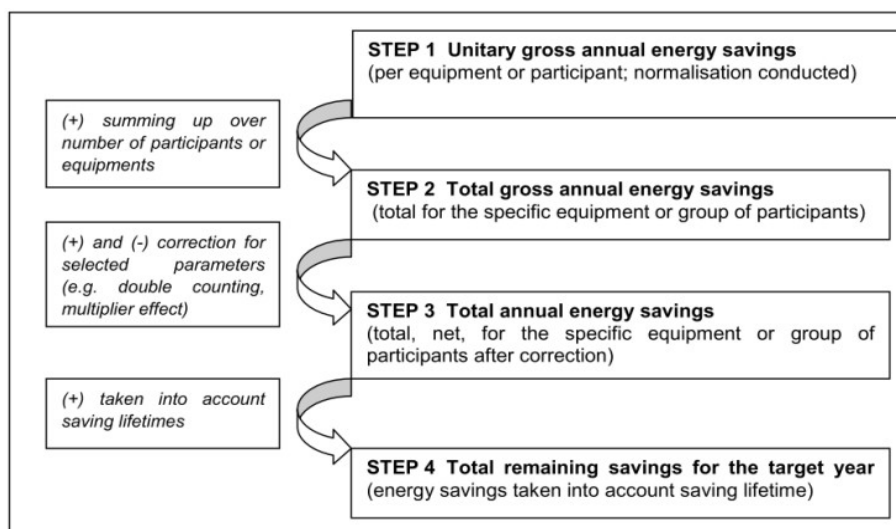 STEP 1 Unitary gross annual energy savings
(per equipment or participant; normalisation conducted)
(+) summing up over
number of participants or
equipments
STEP 2 Total gross annual energy savings
(total for the specific equipment or group of participants)
(+) and (-) correction for
selected parameters
(e.g. double counting,
multiplier effect)
STEP 3 Total annual energy savings
(total, net, for the specific equipment or group of
participants after correction)
(+) taken into account
saving lifetimes
STEP 4 Total remaining savings for the target year
(energy savings taken into account saving lifetime)